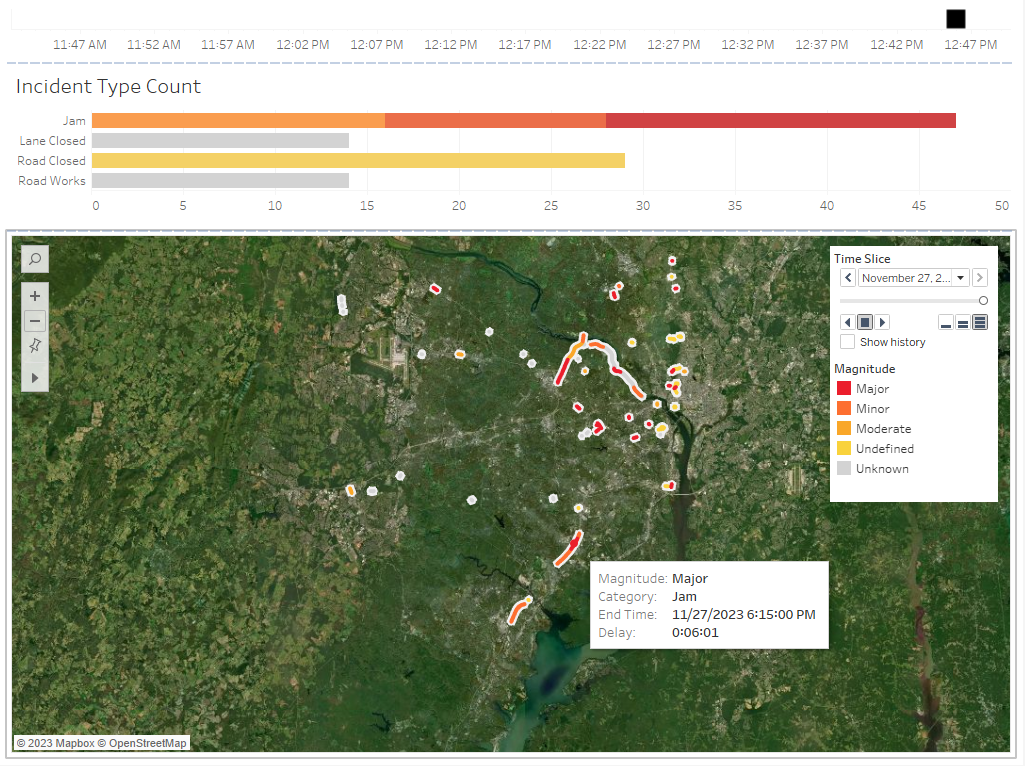 11:47 AM 11:52 AM 11:57 AM 12:02 PM 12:07 PM 12:12 PM 12:17 PM 12:22 PM 12:27 PM 12:32 PM 12:37 PM 12:42 PM 12:47 PM
Incident Type Count
Jam
Lane Closed
Road Closed
Road Works
0 5 10 15 20 25 30 35 40 45 50
Time Slice
November 27, 2...
Show history
Magnitude
Major
Minor
Moderate
Undefined
Unknown
Magnitude: Major
Category: Jam
End Time: 11/27/2023 6:15:00 PM
Delay: 0:06:01
© 2023 Mapbox © OpenStreetMap